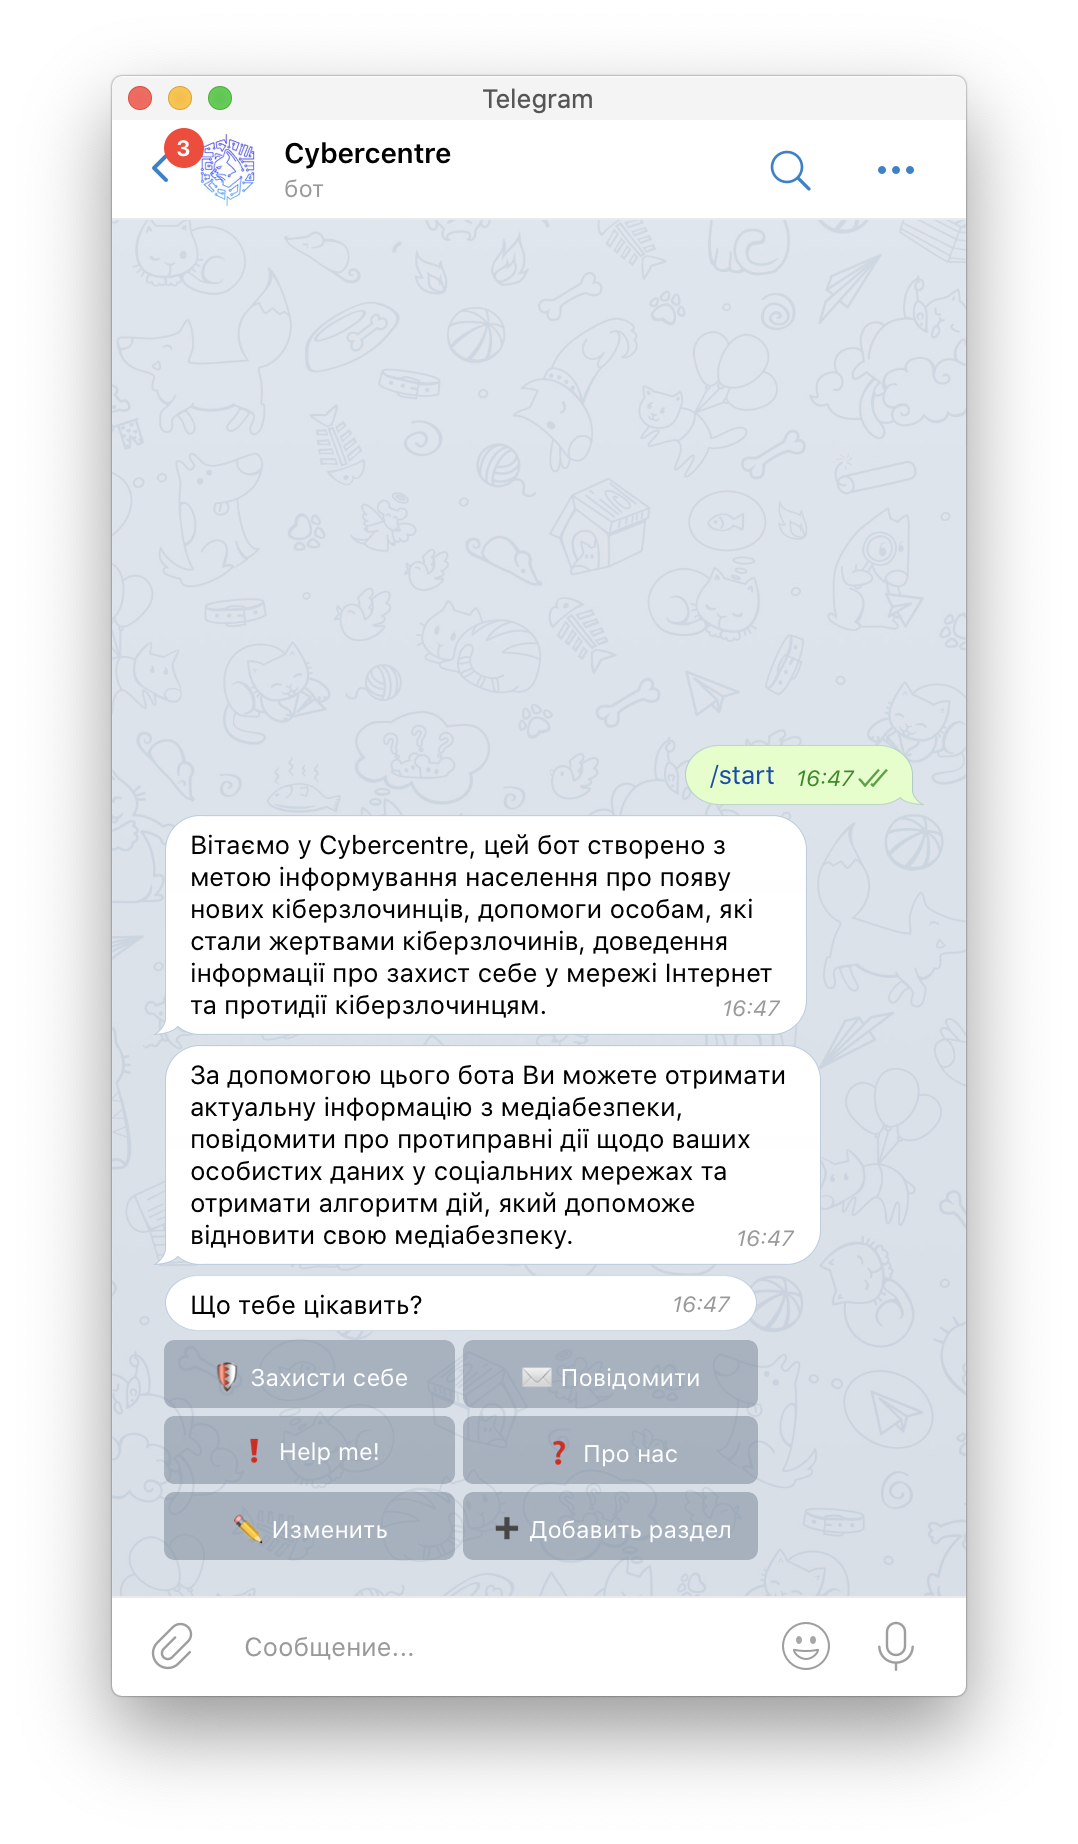 Telegram
3
Cybercentre
бот
/start 16:47
Вітаємо у Cybercentre, цей бот створено з
метою інформування населення про появу
нових кіберзлочинців, допомоги особам, які
стали жертвами кіберзлочинів, доведення
інформації про захист себе у мережі Інтернет
та протидії кіберзлочинцям. 16:47
За допомогою цього бота Ви можете отримати
актуальну інформацію з медіабезпеки,
повідомити про протиправні дії щодо ваших
особистих даних у соціальних мережах та
отримати алгоритм дій, який допоможе
відновити свою медіабезпеку. 16:47
Що тебе цікавить? 16:47
🛡 Захисти себе ✉️ Повідомити
❗ Help me! ❓ Про нас
✏️ Изменить ➕ Добавить раздел
Сообщение...